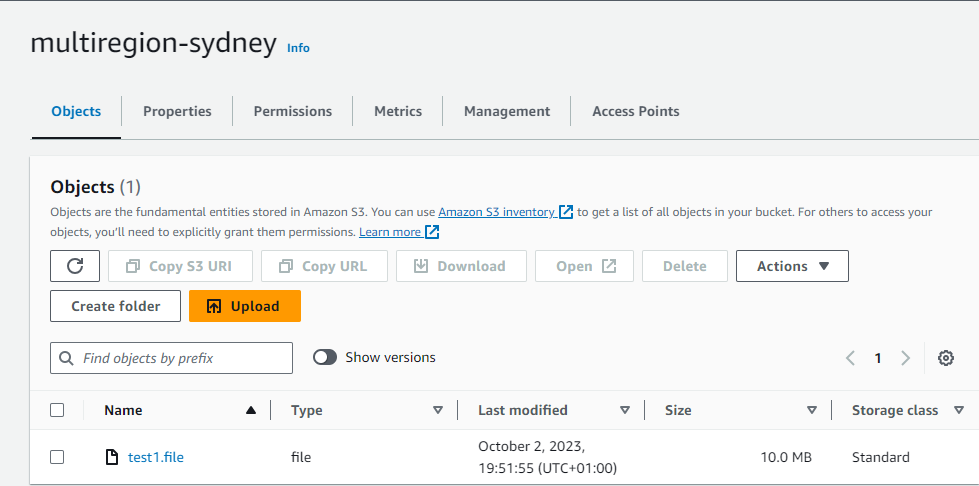 multiregion-sydney Info
Objects Properties Permissions Metrics Management Access Points
Objects (1)
Objects are the fundamental entities stored in Amazon S3. You can use Amazon S3 inventory to get a list of all objects in your bucket. For others to access your
objects, you'll need to explicitly grant them permissions. Learn more
Copy S3 URI Copy URL Download Open Delete Actions
Create folder Upload
Find objects by prefix Show versions 1
Name Type Last modified Size Storage class
test1.file file October 2, 2023, 10.0 MB Standard
19:51:55 (UTC+01:00)